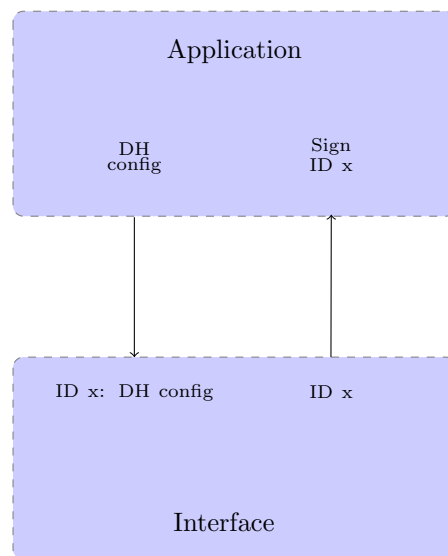 Application
DH
config
Sign
ID x
ID x: DH config
ID x
Interface